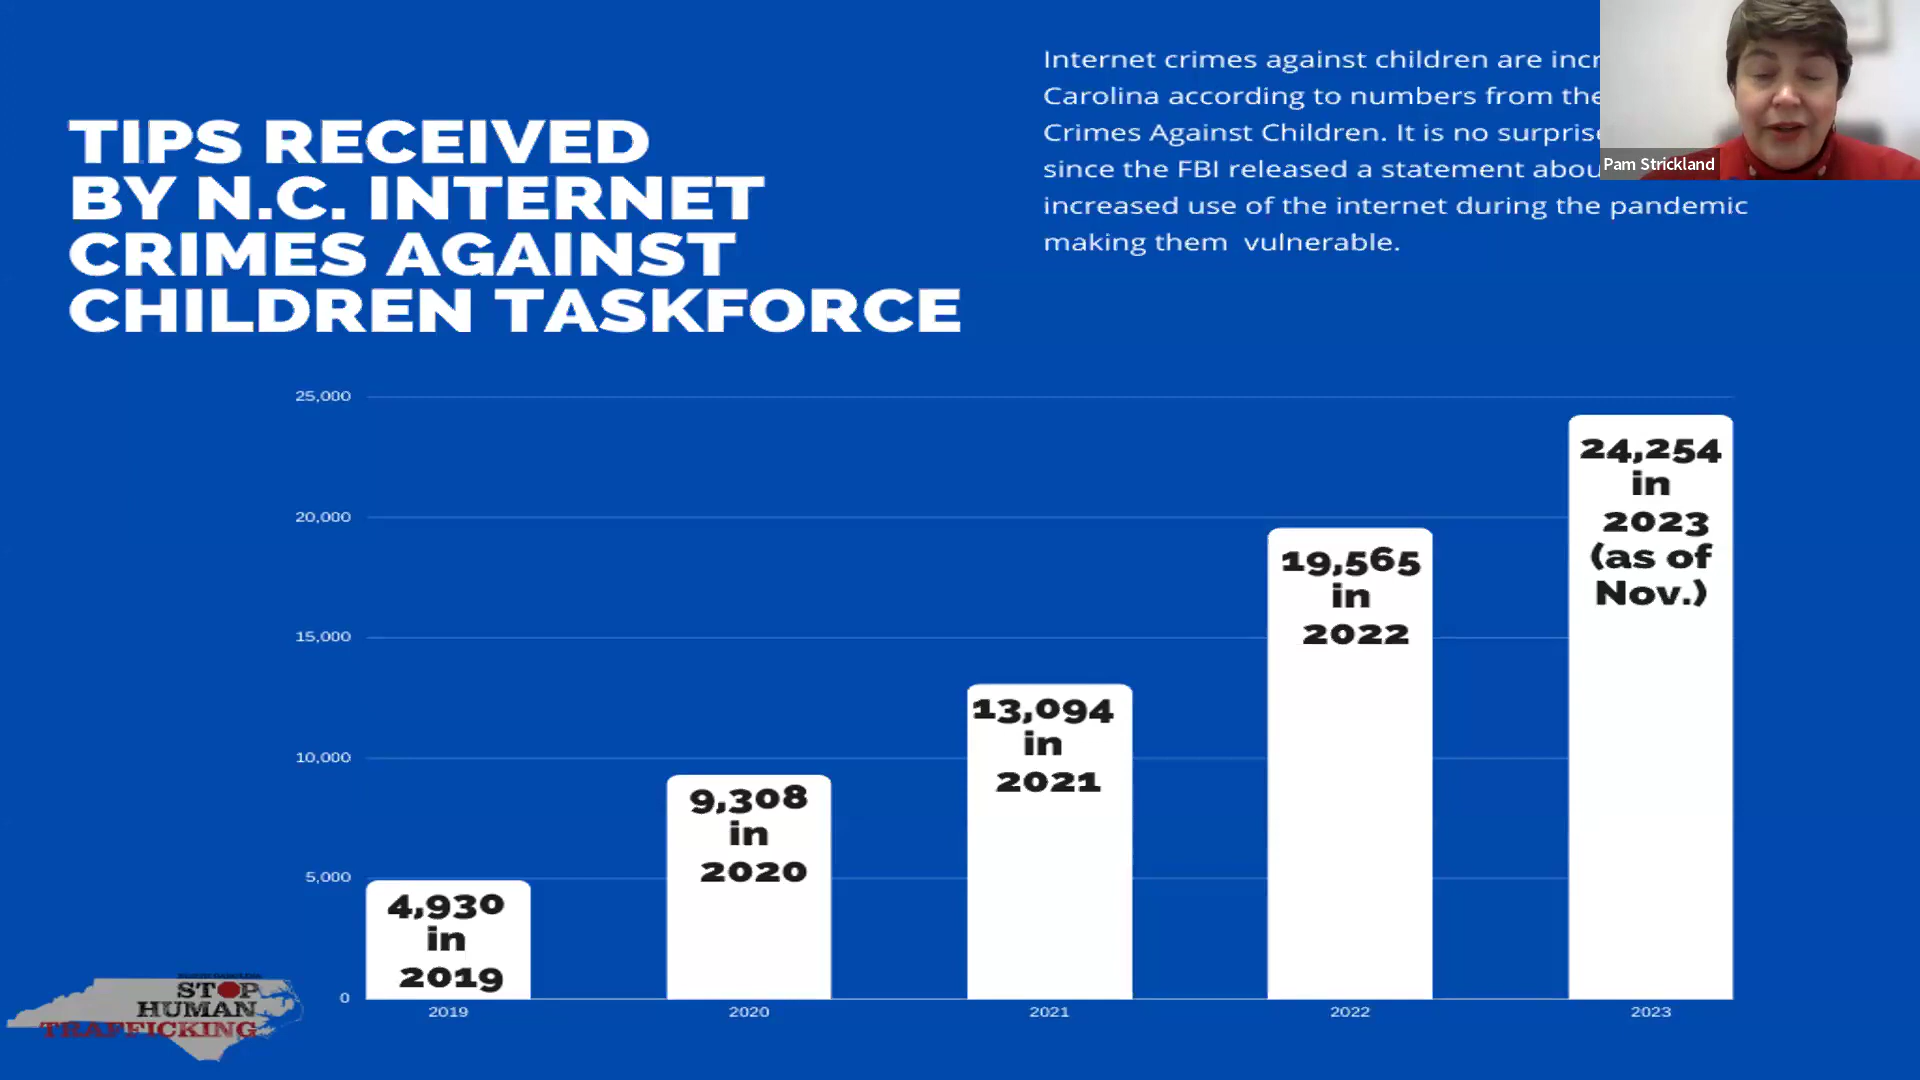 TIPS RECEIVED
BY N.C. INTERNET
CRIMES AGAINST
CHILDREN TASKFORCE
Internet crimes against children are incr
Carolina according to numbers from the
Crimes Against Children. It is no surprise
since the FBI released a statement abou
increased use of the internet during the pandemic
making them vulnerable.
Pam Strickland
25,000
20,000
15,000
10,000
5,000
0
4,930
in
2019
9,308
in
2020
13,094
in
2021
19,565
in
2022
24,254
in
2023
(as of
Nov.)
2019
2020
2021
2022
2023
NORTH CAROLINA
STOP
HUMAN
TRAFFICKING